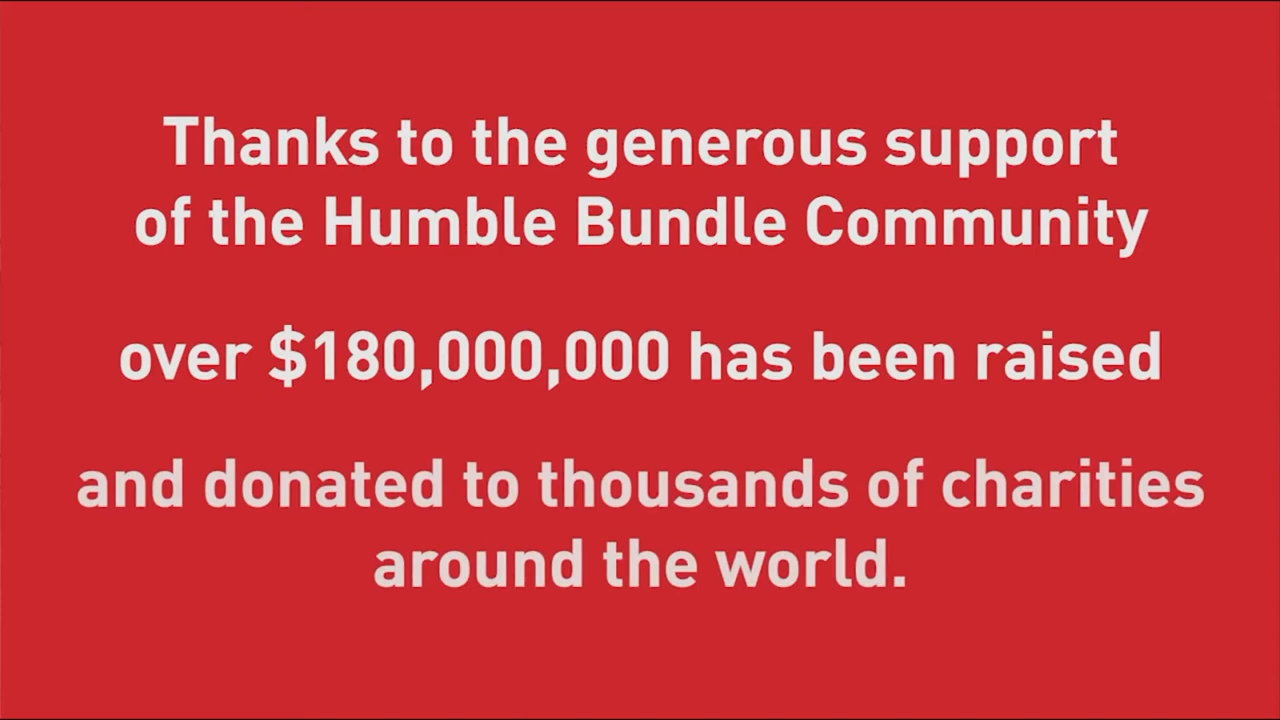 Thanks to the generous support
of the Humble Bundle Community
over $180,000,000 has been raised
and donated to thousands of charities
around the world.